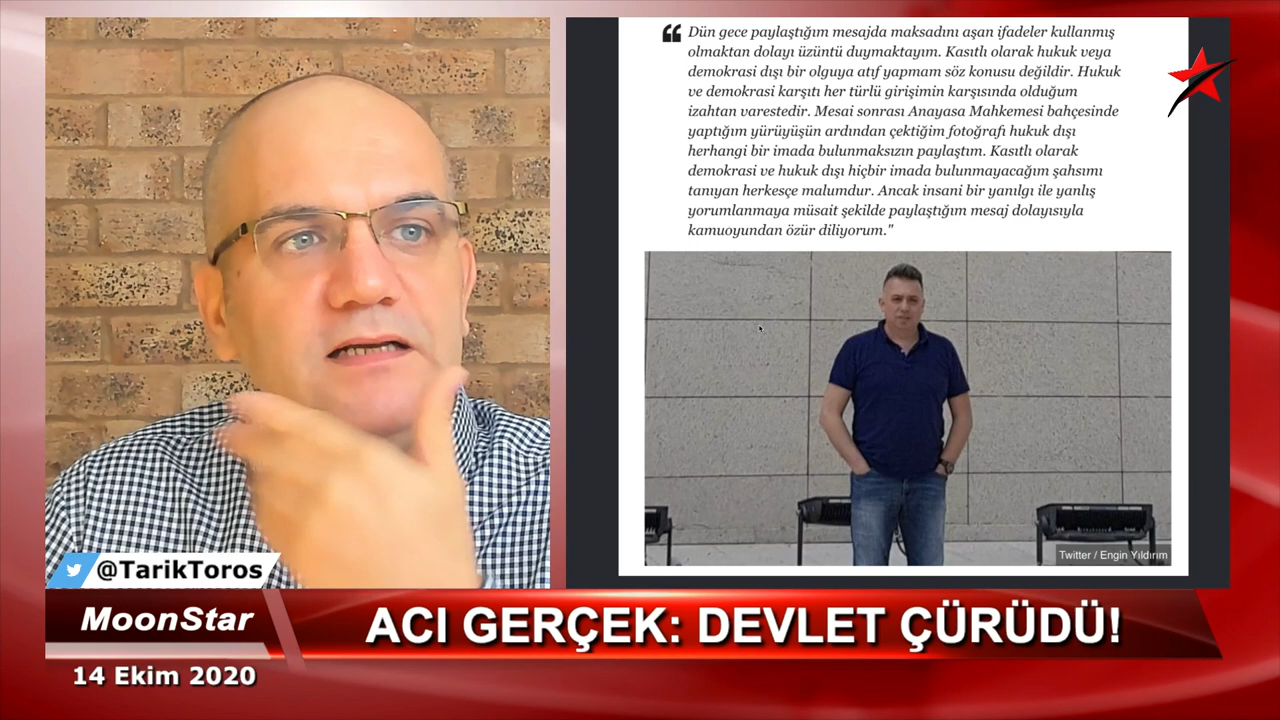 Dün gece paylaştığım mesajda maksadını aşan ifadeler kullanmış
olmaktan dolayı üzüntü duymaktayım. Kasıtlı olarak hukuk veya
demokrasi dışı bir olguya atıf yapmam söz konusu değildir. Hukuk
ve demokrasi karşıtı her türlü girişimin karşısında olduğum
izahtan varestedir. Mesai sonrası Anayasa Mahkemesi bahçesinde
yaptığım yürüyüşün ardından çektiğim fotoğrafı hukuk dışı
herhangi bir imada bulunmaksızın paylaştım. Kasıtlı olarak
demokrasi ve hukuk dışı hiçbir imada bulunmayacağım şahsımı
tanıyan herkesçe malumdur. Ancak insani bir yanılgı ile yanlış
yorumlanmaya müsait şekilde paylaştığım mesaj dolayısıyla
kamuoyundan özür diliyorum."
Twitter / Engin Yıldırım
@TarikToros
MoonStar
ACI GERÇEK: DEVLET ÇÜRÜDÜ!
14 Ekim 2020